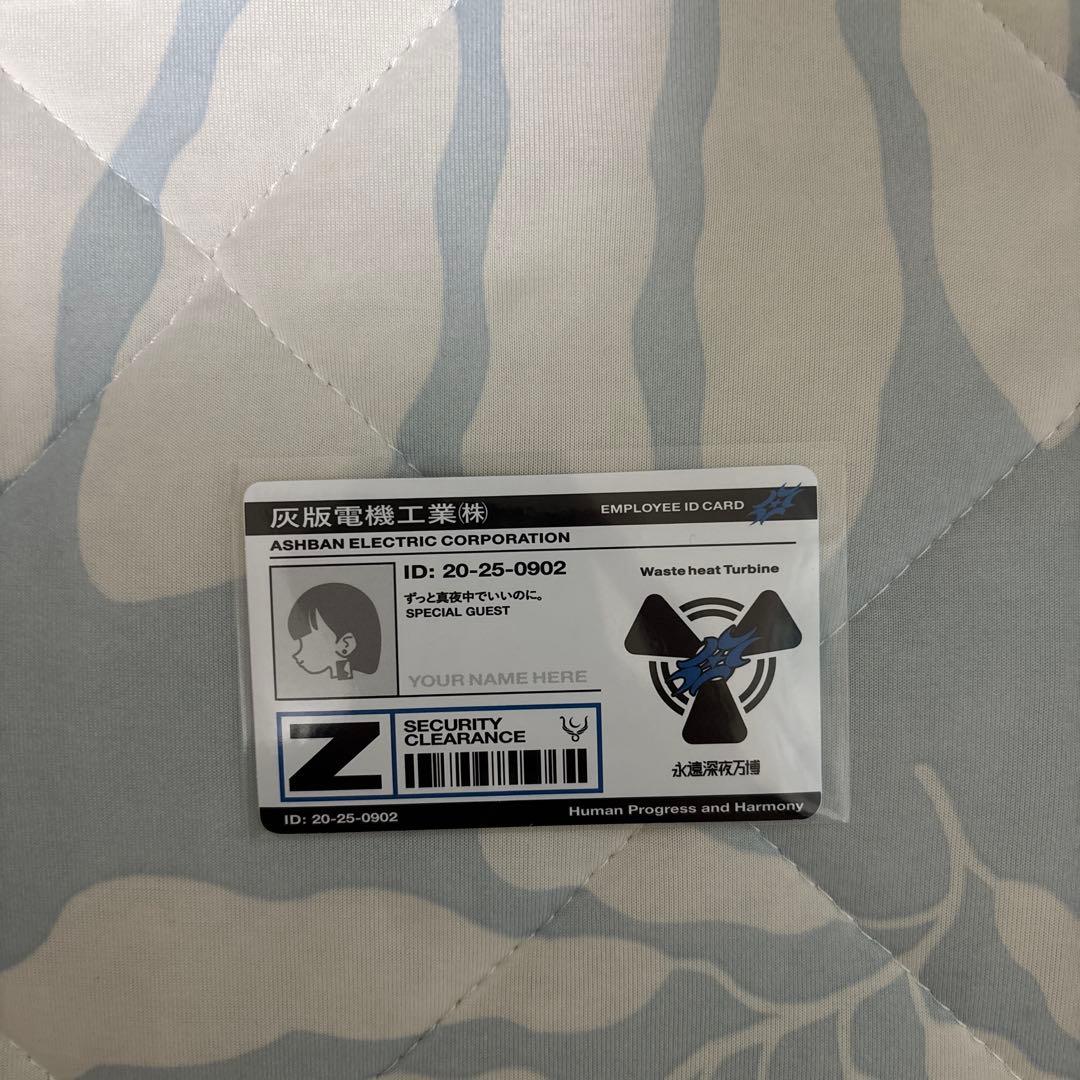 灰版電機工業㈱
EMPLOYEE ID CARD
ASHBAN ELECTRIC CORPORATION
ID: 20-25-0902
ずっと真夜中でいいのに。
SPECIAL GUEST
YOUR NAME HERE
Z
SECURITY
CLEARANCE
Waste heat Turbine
永遠深夜万博
ID: 20-25-0902
Human Progress and Harmony